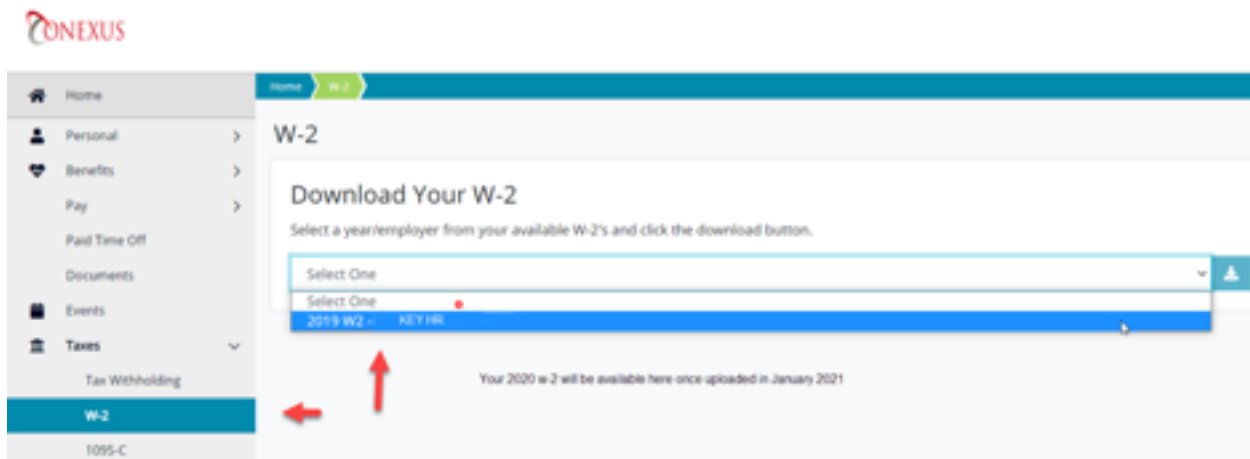 CONEXUS
Home
Personal
Benefits
Pay
Paid Time Off
Documents
Events
Taxes
Tax Withholding
W-2
1095-C
Home W-2
W-2
Download Your W-2
Select a year/employer from your available W-2's and click the download button.
Select One
Select One
2019 W2 - KEY HR
Your 2020 w-2 will be available here once uploaded in January 2021